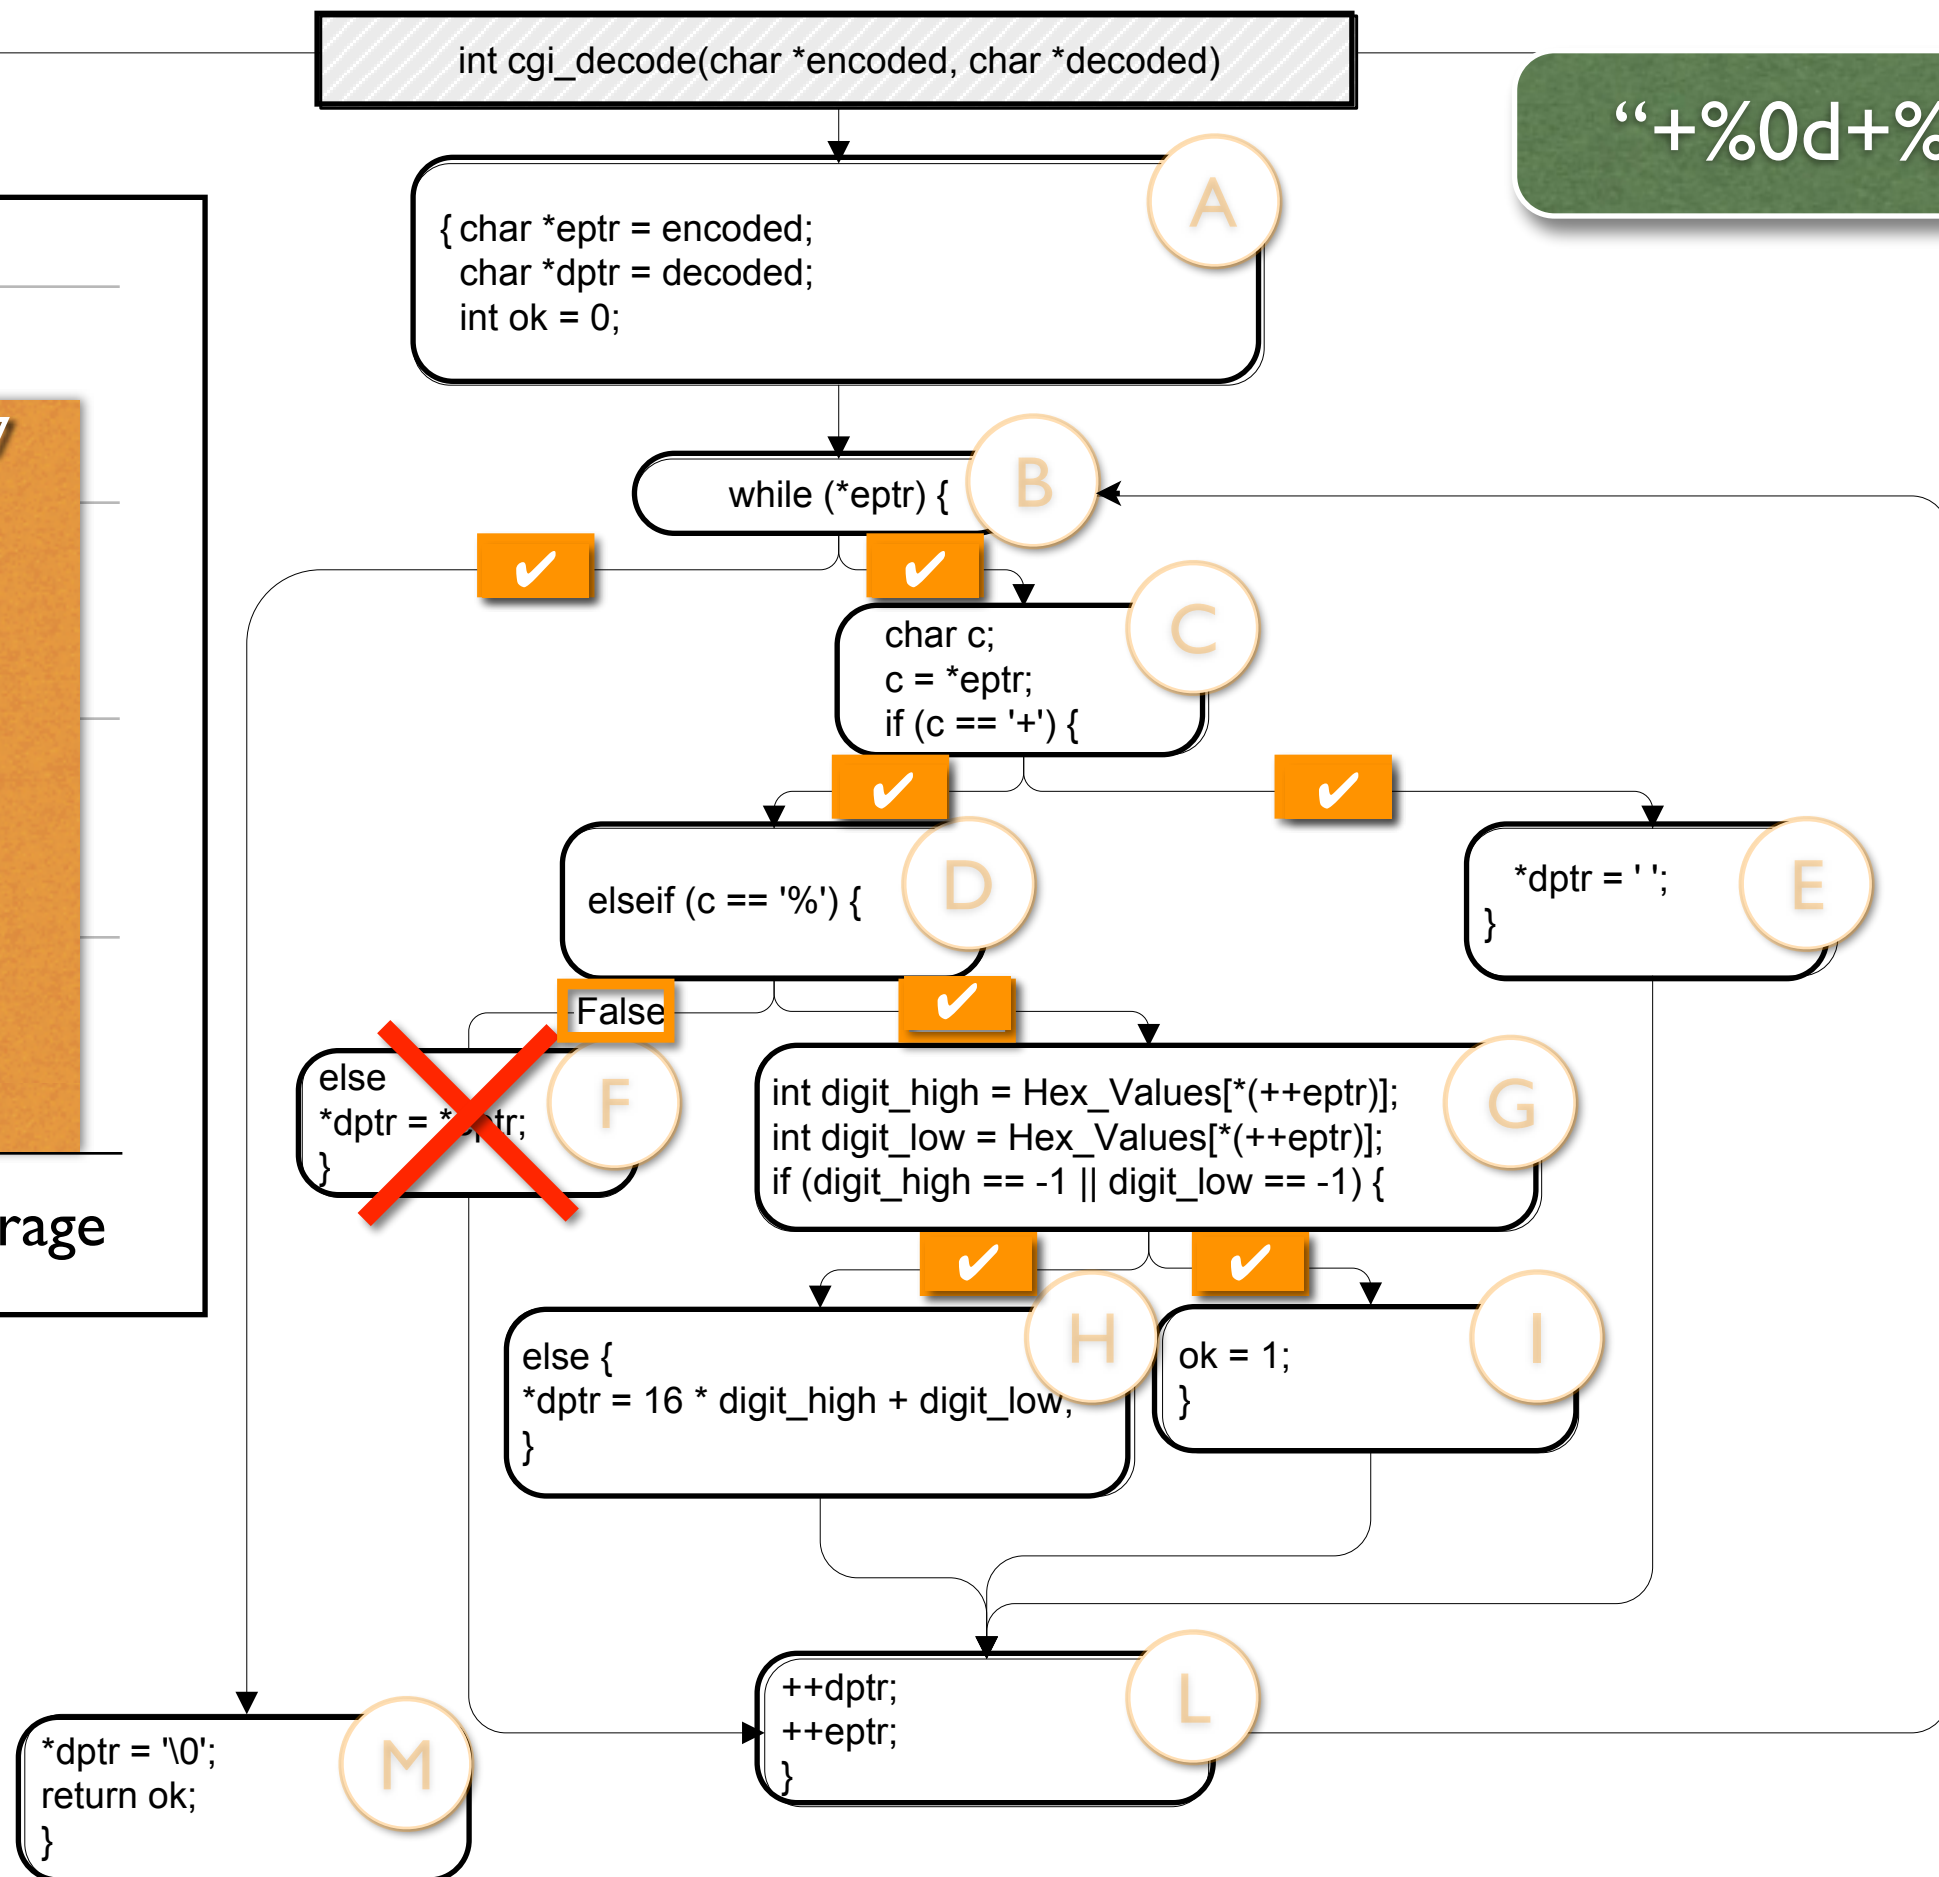 int cgi_decode(char *encoded, char *decoded)
“+%0d+%
A
{ char *eptr = encoded;
char *dptr = decoded;
int ok = 0;
B
while (*eptr) {
✔ ✔
C
char c;
c = *eptr;
if (c == '+') {
✔ ✔
D
elseif (c == '%') {
E
*dptr = ' ';
}
False ✔
F
else
*dptr = *eptr;
}
G
int digit_high = Hex_Values[*(++eptr)];
int digit_low = Hex_Values[*(++eptr)];
if (digit_high == -1 || digit_low == -1) {
rage
✔ ✔
H
else {
*dptr = 16 * digit_high + digit_low;
}
I
ok = 1;
}
L
++dptr;
++eptr;
}
M
*dptr = '\0';
return ok;
}